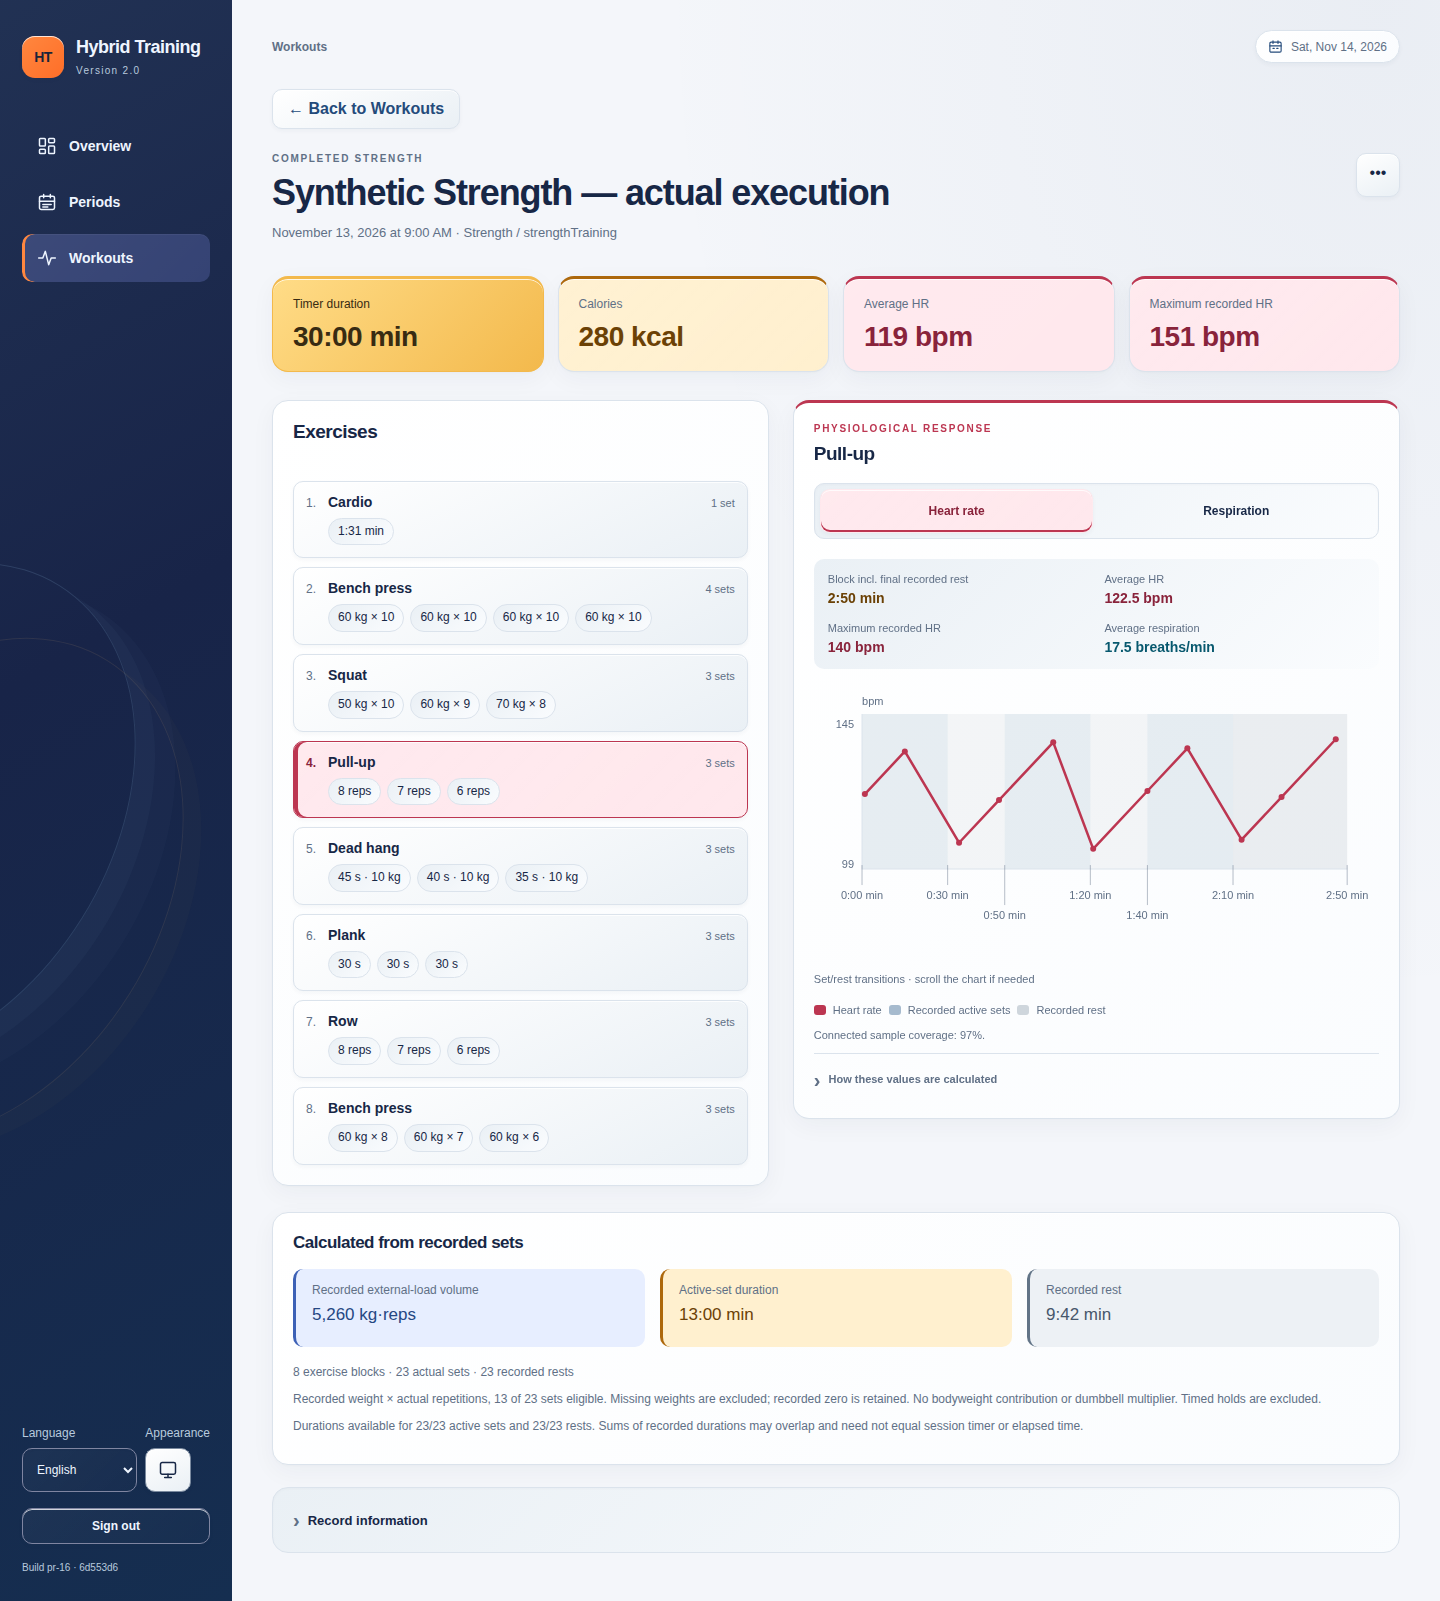 HT
Hybrid Training
Version 2.0
Overview
Periods
Workouts
Language
Appearance
English
Sign out
Build pr-16 · 6d553d6
Workouts
Sat, Nov 14, 2026
← Back to Workouts
COMPLETED STRENGTH
Synthetic Strength — actual execution
•••
November 13, 2026 at 9:00 AM · Strength / strengthTraining
Timer duration
30:00 min
Calories
280 kcal
Average HR
119 bpm
Maximum recorded HR
151 bpm
Exercises
1. Cardio 1 set
1:31 min
2. Bench press 4 sets
60 kg × 10 60 kg × 10 60 kg × 10 60 kg × 10
3. Squat 3 sets
50 kg × 10 60 kg × 9 70 kg × 8
4. Pull-up 3 sets
8 reps 7 reps 6 reps
5. Dead hang 3 sets
45 s · 10 kg 40 s · 10 kg 35 s · 10 kg
6. Plank 3 sets
30 s 30 s 30 s
7. Row 3 sets
8 reps 7 reps 6 reps
8. Bench press 3 sets
60 kg × 8 60 kg × 7 60 kg × 6
PHYSIOLOGICAL RESPONSE
Pull-up
Heart rate Respiration
Block incl. final recorded rest
2:50 min
Average HR
122.5 bpm
Maximum recorded HR
140 bpm
Average respiration
17.5 breaths/min
bpm
145
99
0:00 min 0:30 min 1:20 min 2:10 min 2:50 min
0:50 min 1:40 min
Set/rest transitions · scroll the chart if needed
Heart rate Recorded active sets Recorded rest
Connected sample coverage: 97%.
› How these values are calculated
Calculated from recorded sets
Recorded external-load volume
5,260 kg·reps
Active-set duration
13:00 min
Recorded rest
9:42 min
8 exercise blocks · 23 actual sets · 23 recorded rests
Recorded weight × actual repetitions, 13 of 23 sets eligible. Missing weights are excluded; recorded zero is retained. No bodyweight contribution or dumbbell multiplier. Timed holds are excluded.
Durations available for 23/23 active sets and 23/23 rests. Sums of recorded durations may overlap and need not equal session timer or elapsed time.
› Record information